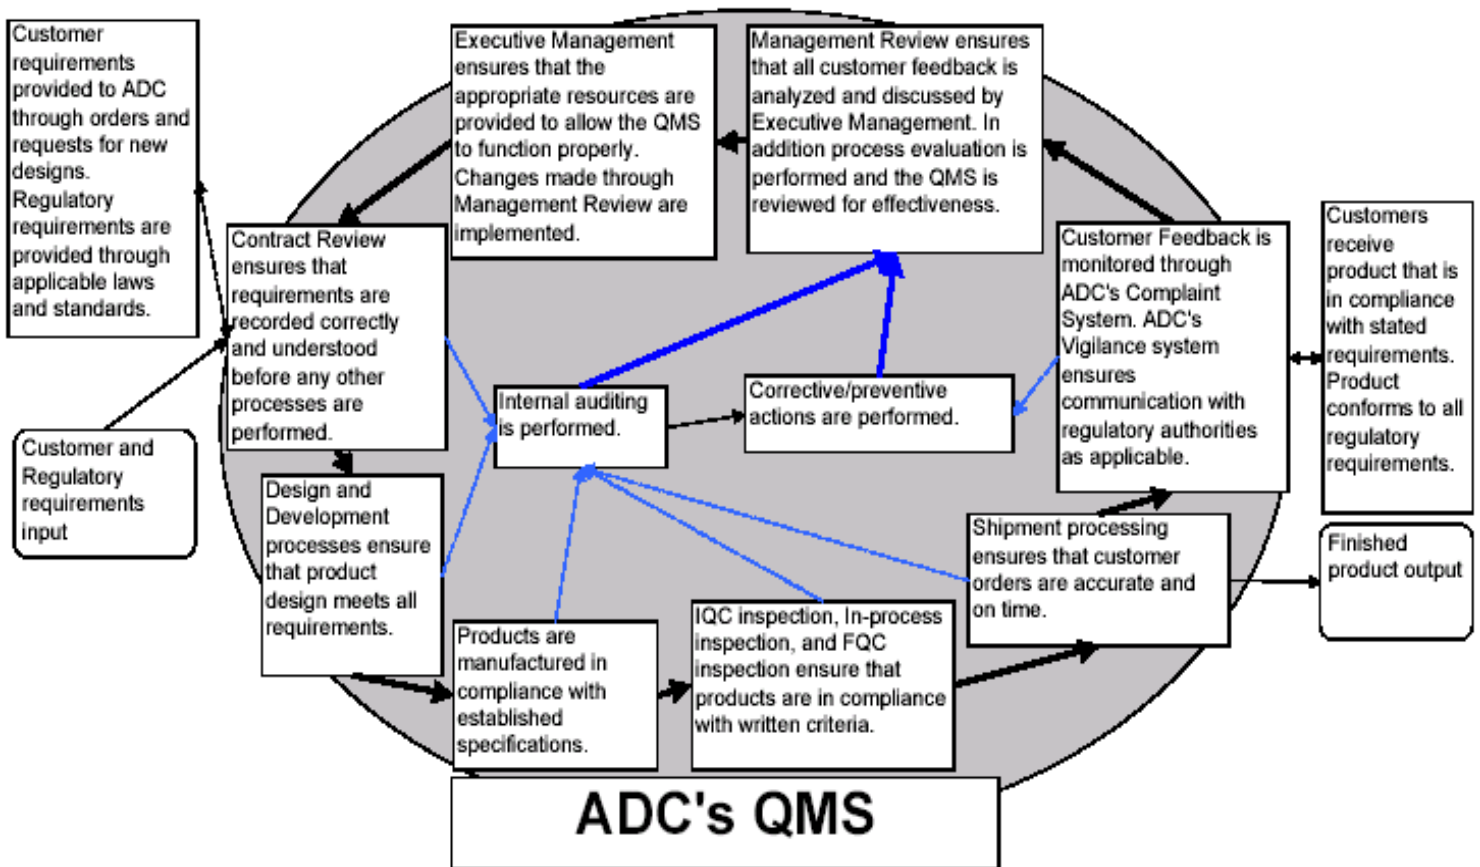 Customer
requirements
provided to ADC
through orders and
requests for new
designs.
Regulatory
requirements are
provided through
applicable laws
and standards.
Customer and
Regulatory
requirements
input
Executive Management
ensures that the
appropriate resources are
provided to allow the QMS
to function properly.
Changes made through
Management Review are
implemented.
Management Review ensures
that all customer feedback is
analyzed and discussed by
Executive Management. In
addition process evaluation is
performed and the QMS is
reviewed for effectiveness.
Contract Review
ensures that
requirements are
recorded correctly
and understood
before any other
processes are
performed.
Internal auditing
is performed.
Corrective/preventive
actions are performed.
Customer Feedback is
monitored through
ADC's Complaint
System. ADC's
Vigilance system
ensures
communication with
regulatory authorities
as applicable.
Customers
receive
product that is
in compliance
with stated
requirements.
Product
conforms to all
regulatory
requirements.
Design and
Development
processes ensure
that product
design meets all
requirements.
Products are
manufactured in
compliance with
established
specifications.
IQC inspection, In-process
inspection, and FQC
inspection ensure that
products are in compliance
with written criteria.
Shipment processing
ensures that customer
orders are accurate and
on time.
Finished
product output
ADC's QMS